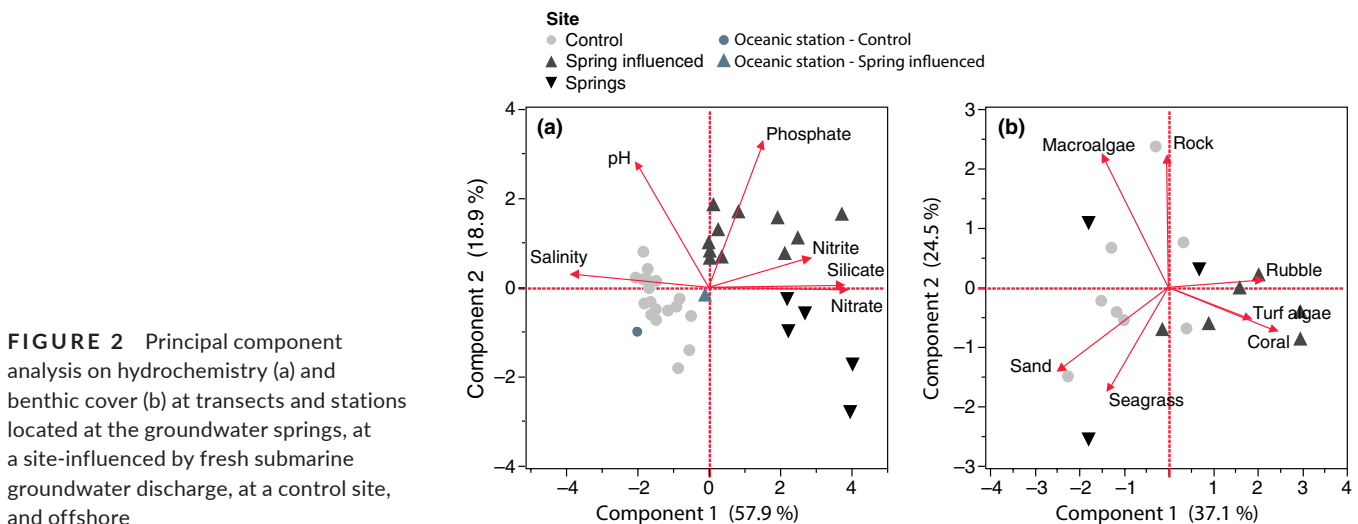 Site
Control
Oceanic station - Control
Spring influenced
Oceanic station - Spring influenced
Springs
FIGURE 2 Principal component
analysis on hydrochemistry (a) and
benthic cover (b) at transects and stations
located at the groundwater springs, at
a site-influenced by fresh submarine
groundwater discharge, at a control site,
and offshore
(a)
Component 2 (18.9 %)
4
2
0
−2
−4
Phosphate
pH
Nitrite
Salinity
Silicate
Nitrate
−4 −2 0 2 4
Component 1 (57.9 %)
(b)
Component 2 (24.5 %)
3
2
1
0
−1
−2
−3
Macroalgae
Rock
Rubble
Turf algae
Coral
Sand
Seagrass
−4 −3 −2 −1 0 1 2 3 4
Component 1 (37.1 %)